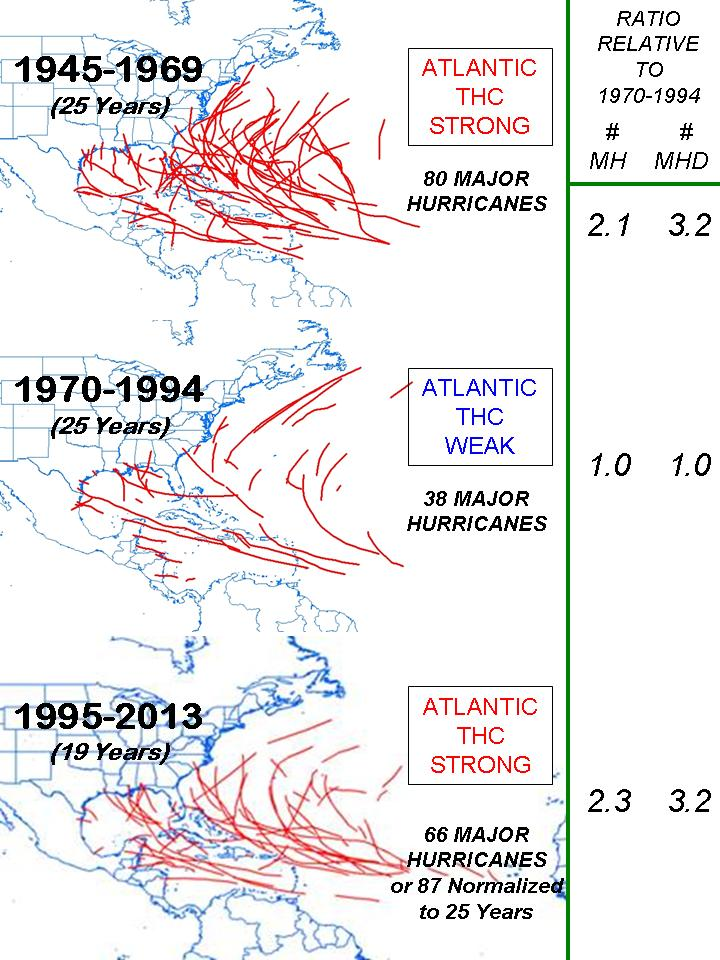 RATIO
RELATIVE
TO
1970-1994
# #
MH MHD
1945-1969
(25 Years)
ATLANTIC
THC
STRONG
80 MAJOR
HURRICANES
2.1 3.2
1970-1994
(25 Years)
ATLANTIC
THC
WEAK
38 MAJOR
HURRICANES
1.0 1.0
1995-2013
(19 Years)
ATLANTIC
THC
STRONG
66 MAJOR
HURRICANES
or 87 Normalized
to 25 Years
2.3 3.2